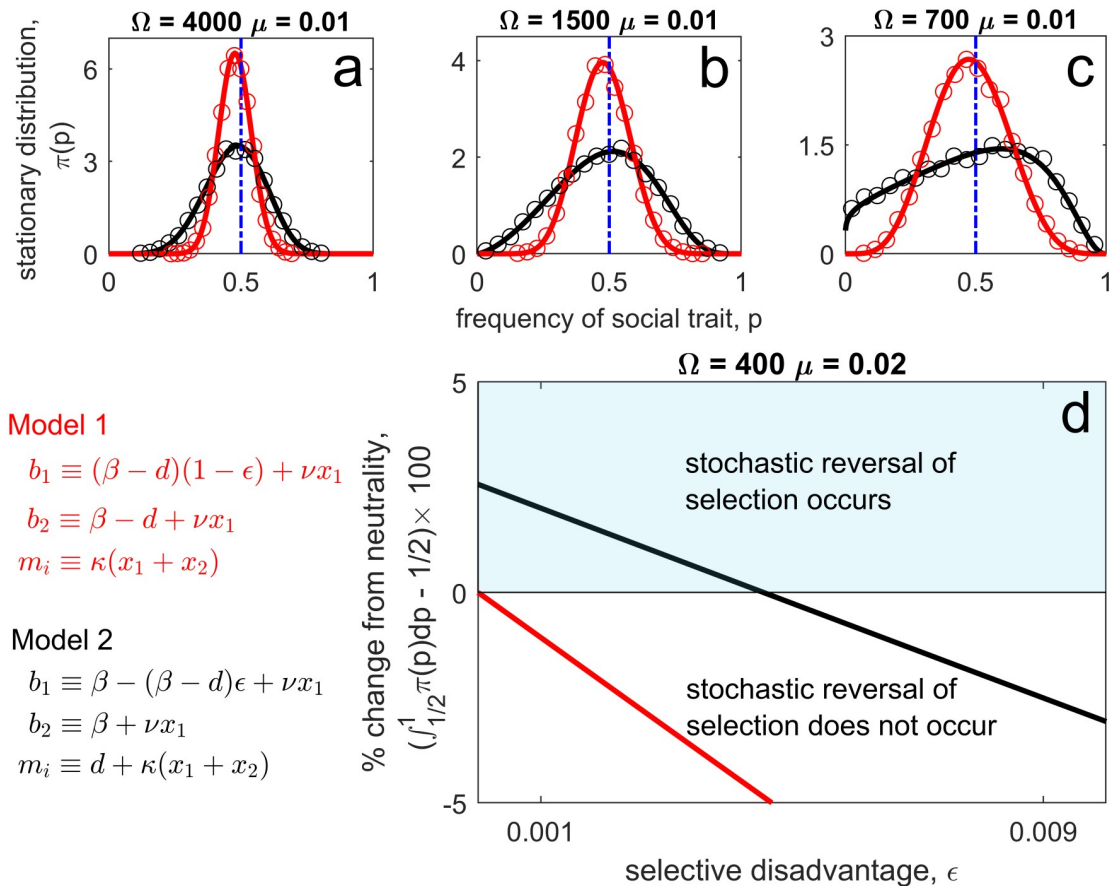 Ω = 4000 μ = 0.01
Ω = 1500 μ = 0.01
Ω = 700 μ = 0.01
stationary distribution,
π(p)
6
3
0
a
0
0.5
1
4
2
0
b
0
0.5
1
3
1.5
0
c
0
0.5
1
frequency of social trait, p
Model 1
b₁ ≡ (β − d)(1 − ϵ) + νx₁
b₂ ≡ β − d + νx₁
mᵢ ≡ κ(x₁ + x₂)
Model 2
b₁ ≡ β − (β − d)ϵ + νx₁
b₂ ≡ β + νx₁
mᵢ ≡ d + κ(x₁ + x₂)
Ω = 400 μ = 0.02
d
% change from neutrality,
(∫¹₁/₂π(p)dp - 1/2)× 100
5
0
-5
stochastic reversal of
selection occurs
stochastic reversal of
selection does not occur
0.001
0.009
selective disadvantage, ϵ